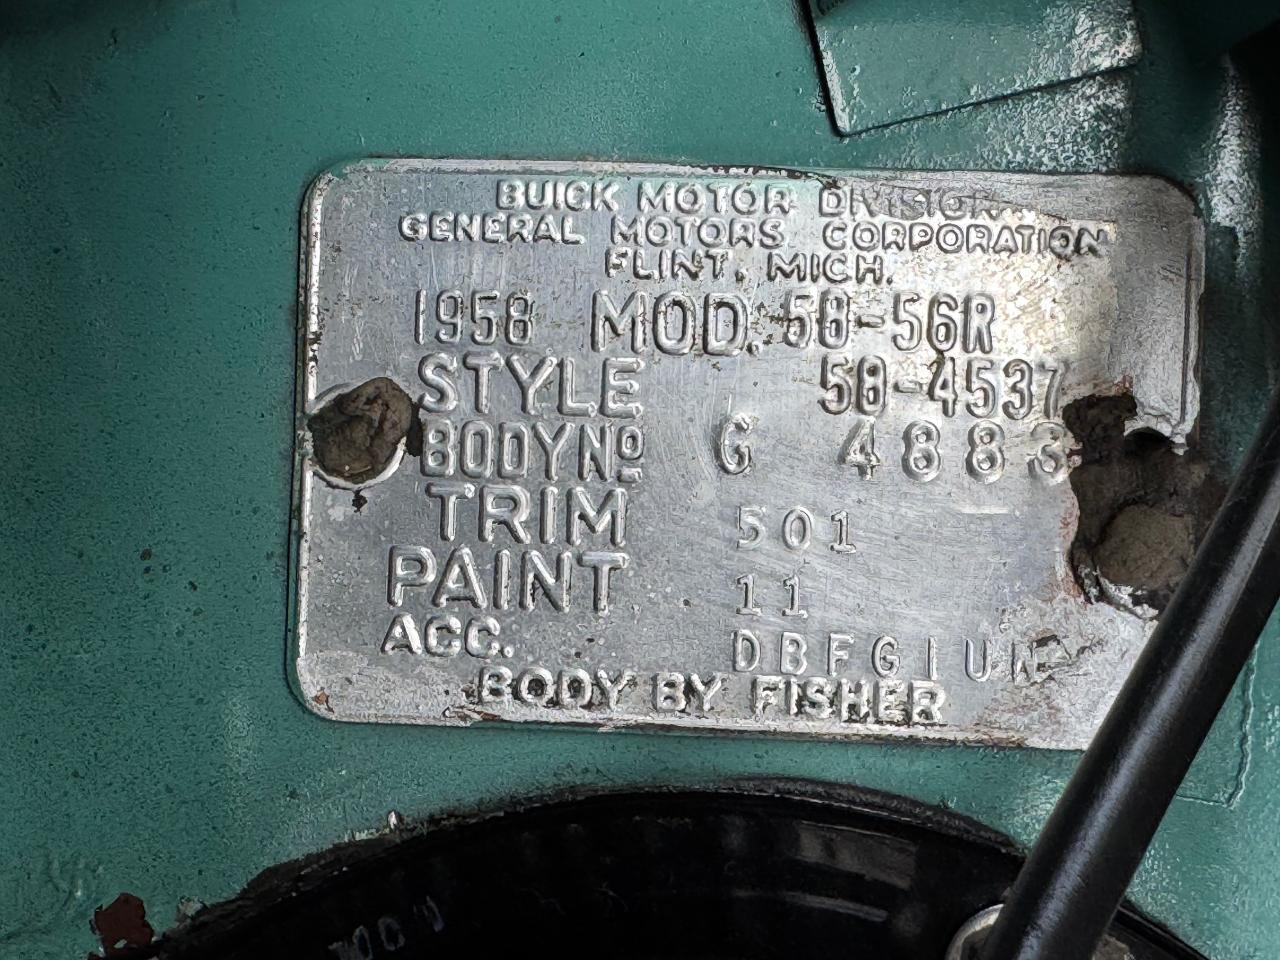 BUICK MOTOR DIVISION
GENERAL MOTORS CORPORATION
FLINT, MICH.
1958 MOD. 58-56R
STYLE 58-4537
BODY No G 4883
TRIM 501
PAINT 11
ACC. DBFGIU
BODY BY FISHER